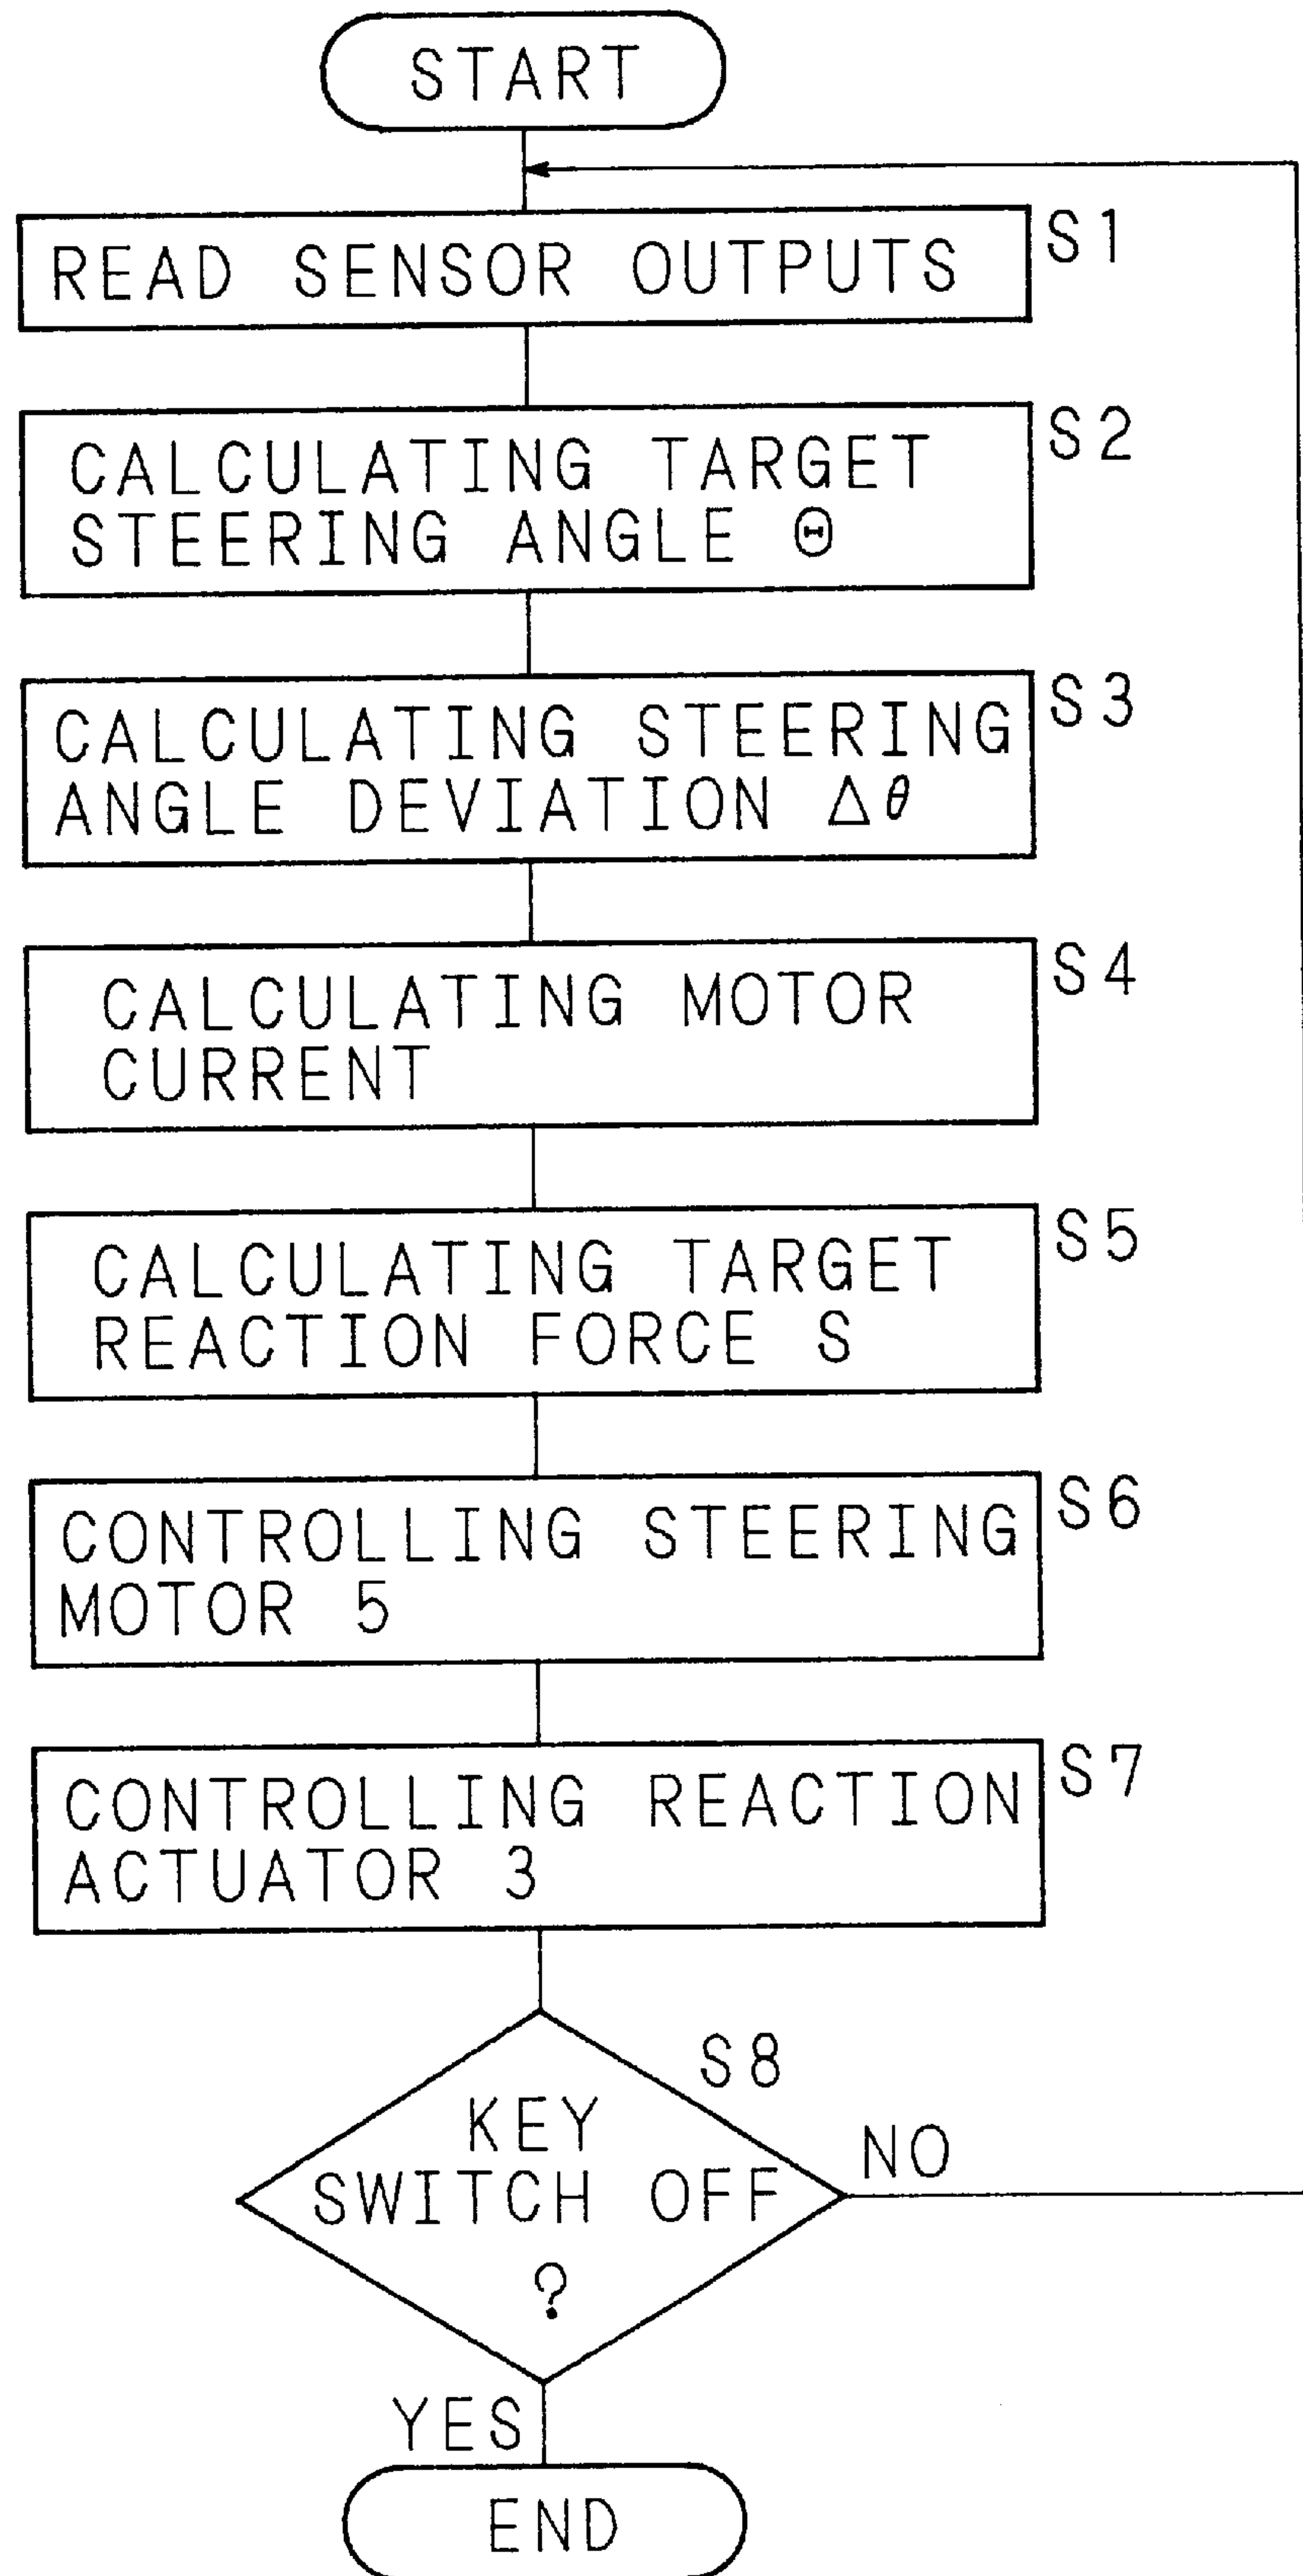 START
READ SENSOR OUTPUTS
S1
CALCULATING TARGET
STEERING ANGLE Θ
S2
CALCULATING STEERING
ANGLE DEVIATION Δθ
S3
CALCULATING MOTOR
CURRENT
S4
CALCULATING TARGET
REACTION FORCE S
S5
CONTROLLING STEERING
MOTOR 5
S6
CONTROLLING REACTION
ACTUATOR 3
S7
S8
KEY
SWITCH OFF
?
NO
YES
END